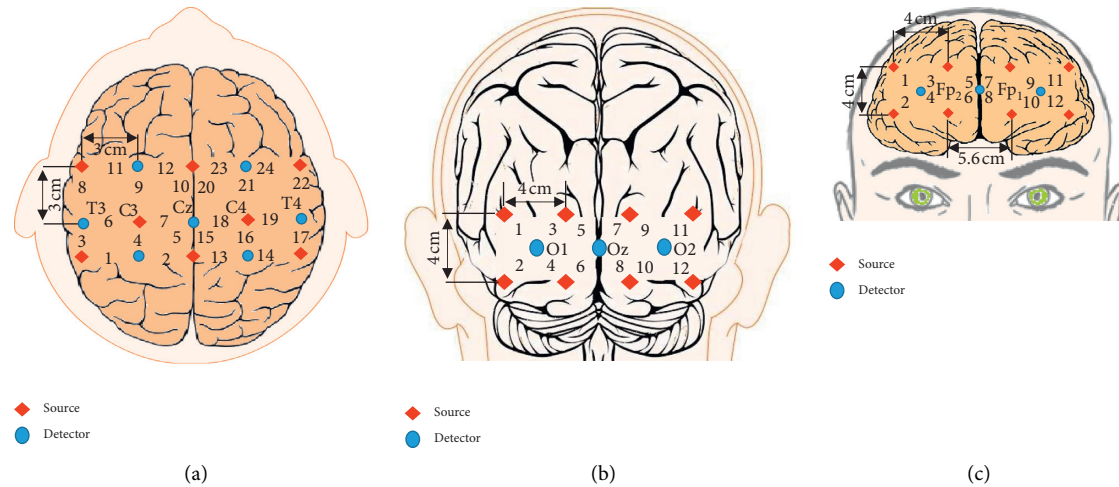 3 cm
11 12 23 24
8 9 10 20 21 22
3 cm
T3 C3 Cz C4 T4
6 7 18 19
3 4 5 15 16 17
1 2 13 14
Source
Detector
(a)
4 cm
1 3 5 7 9 11
4 cm
O1 Oz O2
2 4 6 8 10 12
Source
Detector
(b)
4 cm
4 cm
1 3 5 7 9 11
Fp2 Fp1
2 4 6 8 10 12
5.6 cm
Source
Detector
(c)